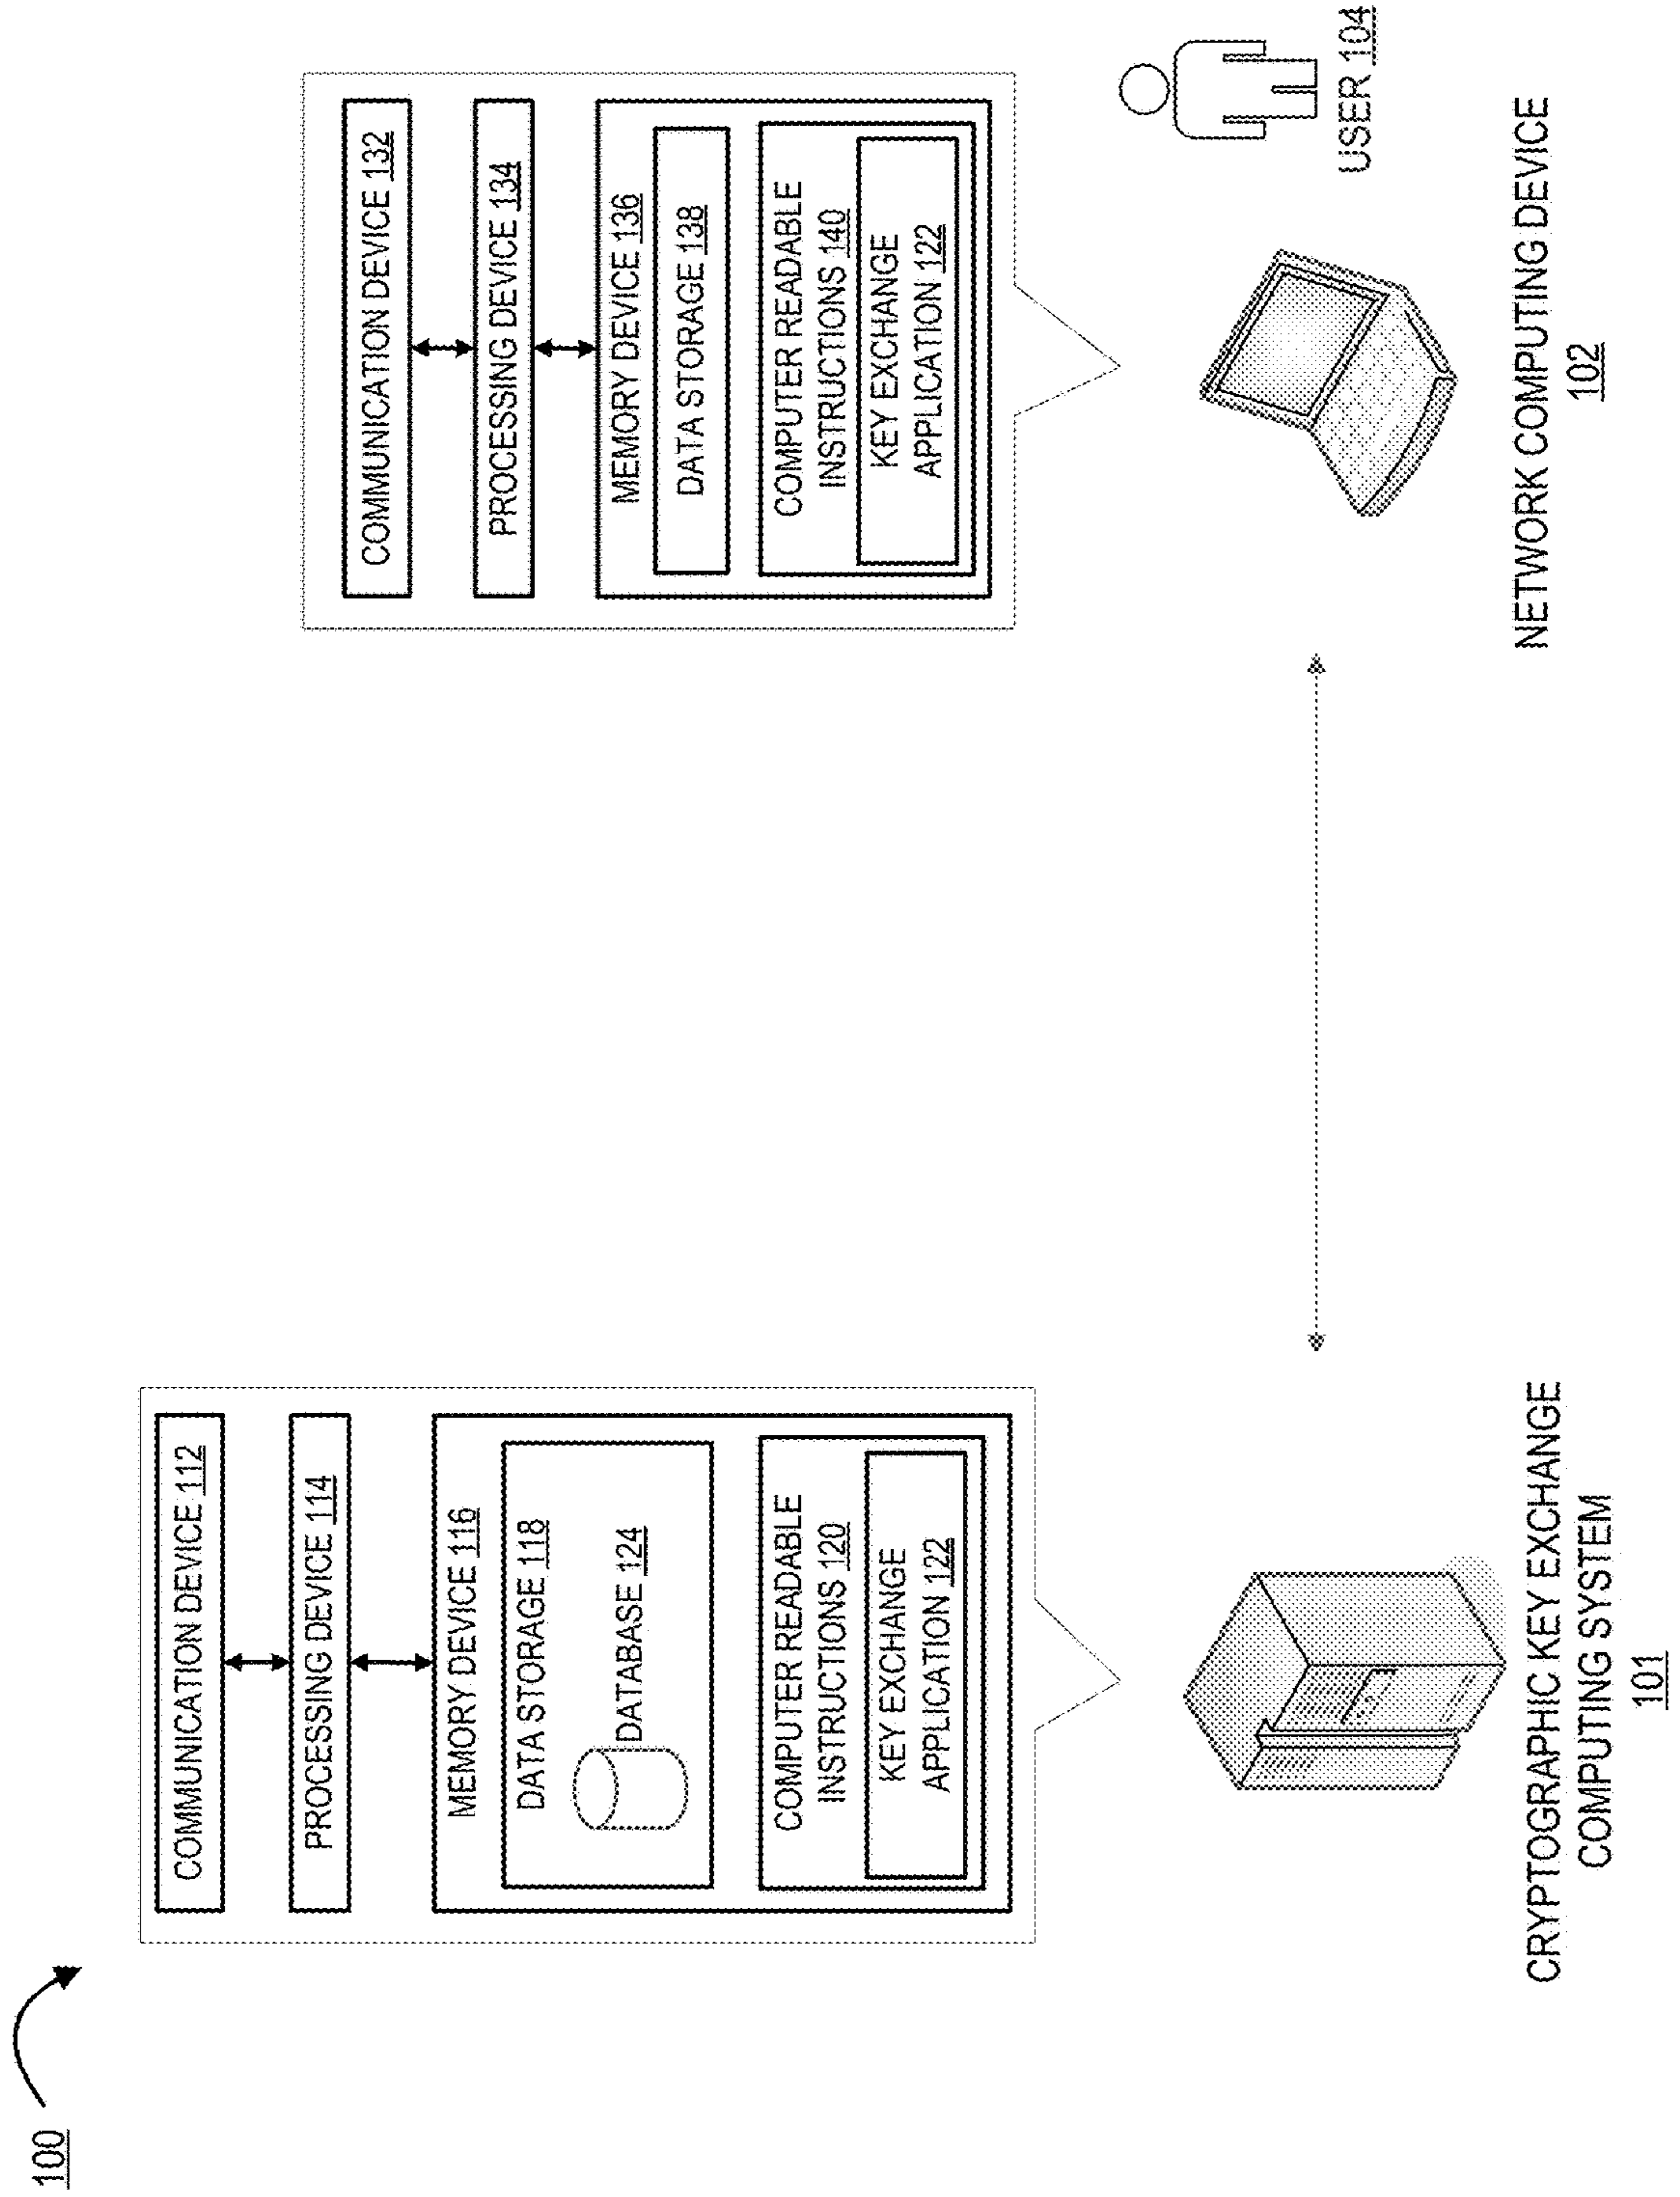 100
COMMUNICATION DEVICE 112
PROCESSING DEVICE 114
MEMORY DEVICE 116
DATA STORAGE 118
DATABASE 124
COMPUTER READABLE
INSTRUCTIONS 120
KEY EXCHANGE
APPLICATION 122
CRYPTOGRAPHIC KEY EXCHANGE
COMPUTING SYSTEM
101
COMMUNICATION DEVICE 132
PROCESSING DEVICE 134
MEMORY DEVICE 136
DATA STORAGE 138
COMPUTER READABLE
INSTRUCTIONS 140
KEY EXCHANGE
APPLICATION 122
USER 104
NETWORK COMPUTING DEVICE
102